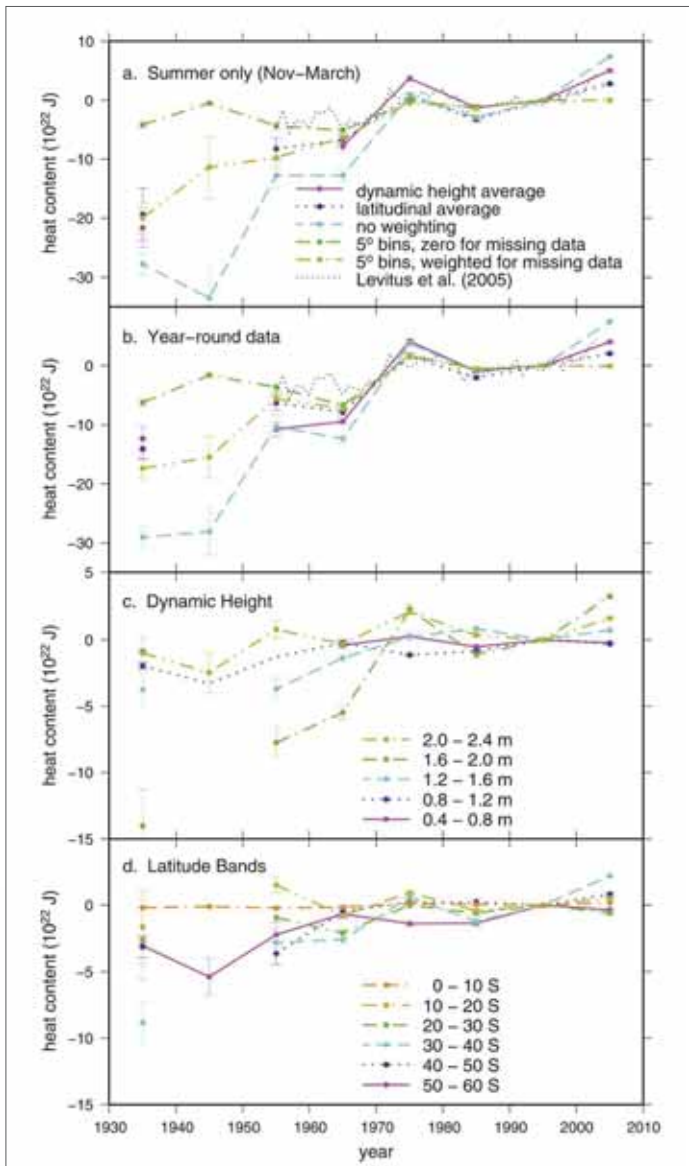 10
0
−10
−20
−30
heat content (10²² J)
a. Summer only (Nov−March)
dynamic height average
latitudinal average
no weighting
5º bins, zero for missing data
5º bins, weighted for missing data
Levitus et al. (2005)
0
−10
−20
−30
heat content (10²² J)
b. Year−round data
5
0
−5
−10
−15
heat content (10²² J)
c. Dynamic Height
2.0 − 2.4 m
1.6 − 2.0 m
1.2 − 1.6 m
0.8 − 1.2 m
0.4 − 0.8 m
0
−5
−10
−15
heat content (10²² J)
d. Latitude Bands
0 − 10 S
10 − 20 S
20 − 30 S
30 − 40 S
40 − 50 S
50 − 60 S
1930 1940 1950 1960 1970 1980 1990 2000 2010
year